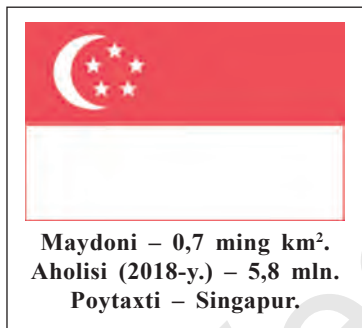 Maydoni – 0,7 ming km².
Aholisi (2018-y.) – 5,8 mln.
Poytaxti – Singapur.